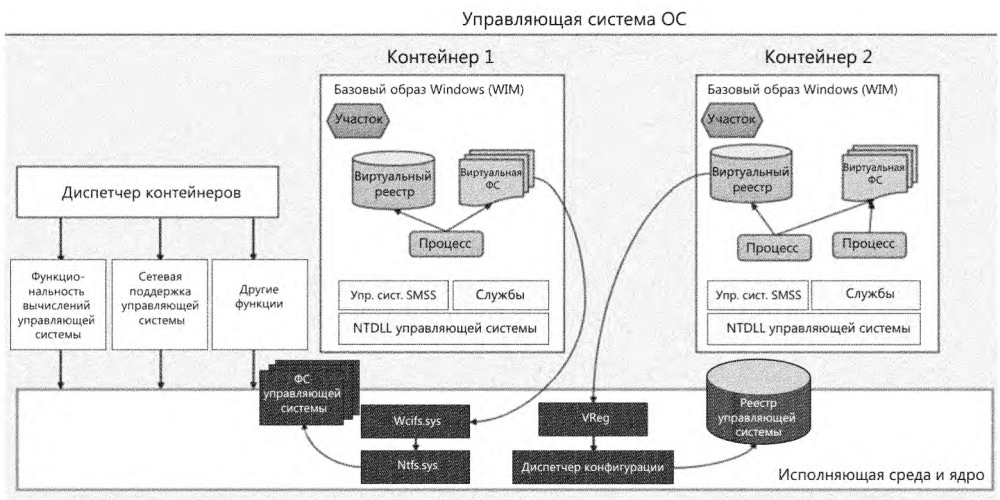 Управляющая система ОС
Контейнер 1
Базовый образ Windows (WIM)
Участок
Виртуальный
реестр
Виртуальная
ФС
Процесс
Упр. сист. SMSS
Службы
NTDLL управляющей системы
Контейнер 2
Базовый образ Windows (WIM)
Участок
Виртуальный
реестр
Виртуальная
ФС
Процесс
Процесс
Упр. сист. SMSS
Службы
NTDLL управляющей системы
Диспетчер контейнеров
Функцио-
нальность
вычислений
управляющей
системы
Сетевая
поддержка
управляющей
системы
Другие
функции
ФС
управляющей
системы
Wcifs.sys
Ntfs.sys
VReg
Диспетчер конфигурации
Реестр
управляющей
системы
Исполняющая среда и ядро